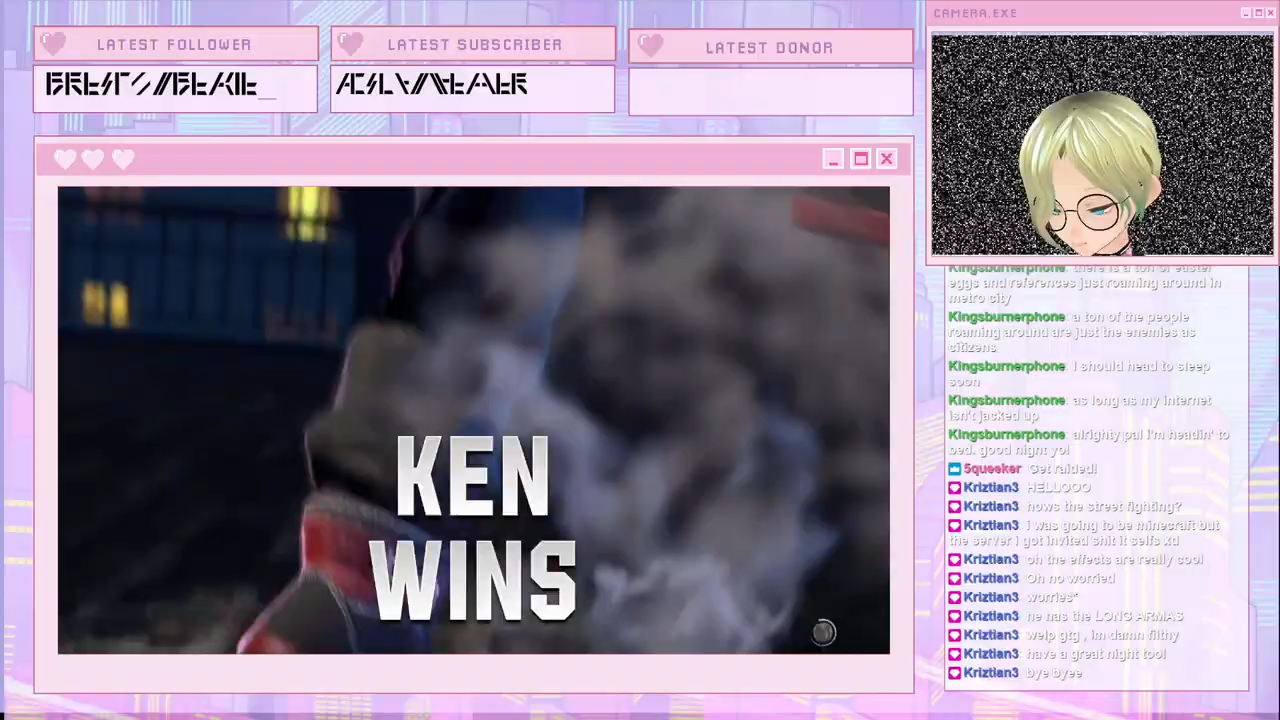 LATEST FOLLOWER
LATEST SUBSCRIBER
LATEST DONOR
CAMERA.EXE
KEN
WINS
Kingsburnerphone: there is a ton of easter
eggs and references just roaming around in
metro city
Kingsburnerphone: a ton of the people
roaming around are just the enemies as
citizens
Kingsburnerphone: I should head to sleep
soon
Kingsburnerphone: as long as my internet
isn't jacked up
Kingsburnerphone: alrighty pal I'm headin' to
bed. good night yo!
5queeker Get raided!
Kriztian3 HELLOOO
Kriztian3 hows the street fighting?
Kriztian3 i was going to be minecraft but
the server i got invited shit it selfs xd
Kriztian3 oh the effects are really cool
Kriztian3 Oh no worried
Kriztian3 worries*
Kriztian3 he has the LONG ARMAS
Kriztian3 welp gtg , im damn filthy
Kriztian3 have a great night too!
Kriztian3 bye byee